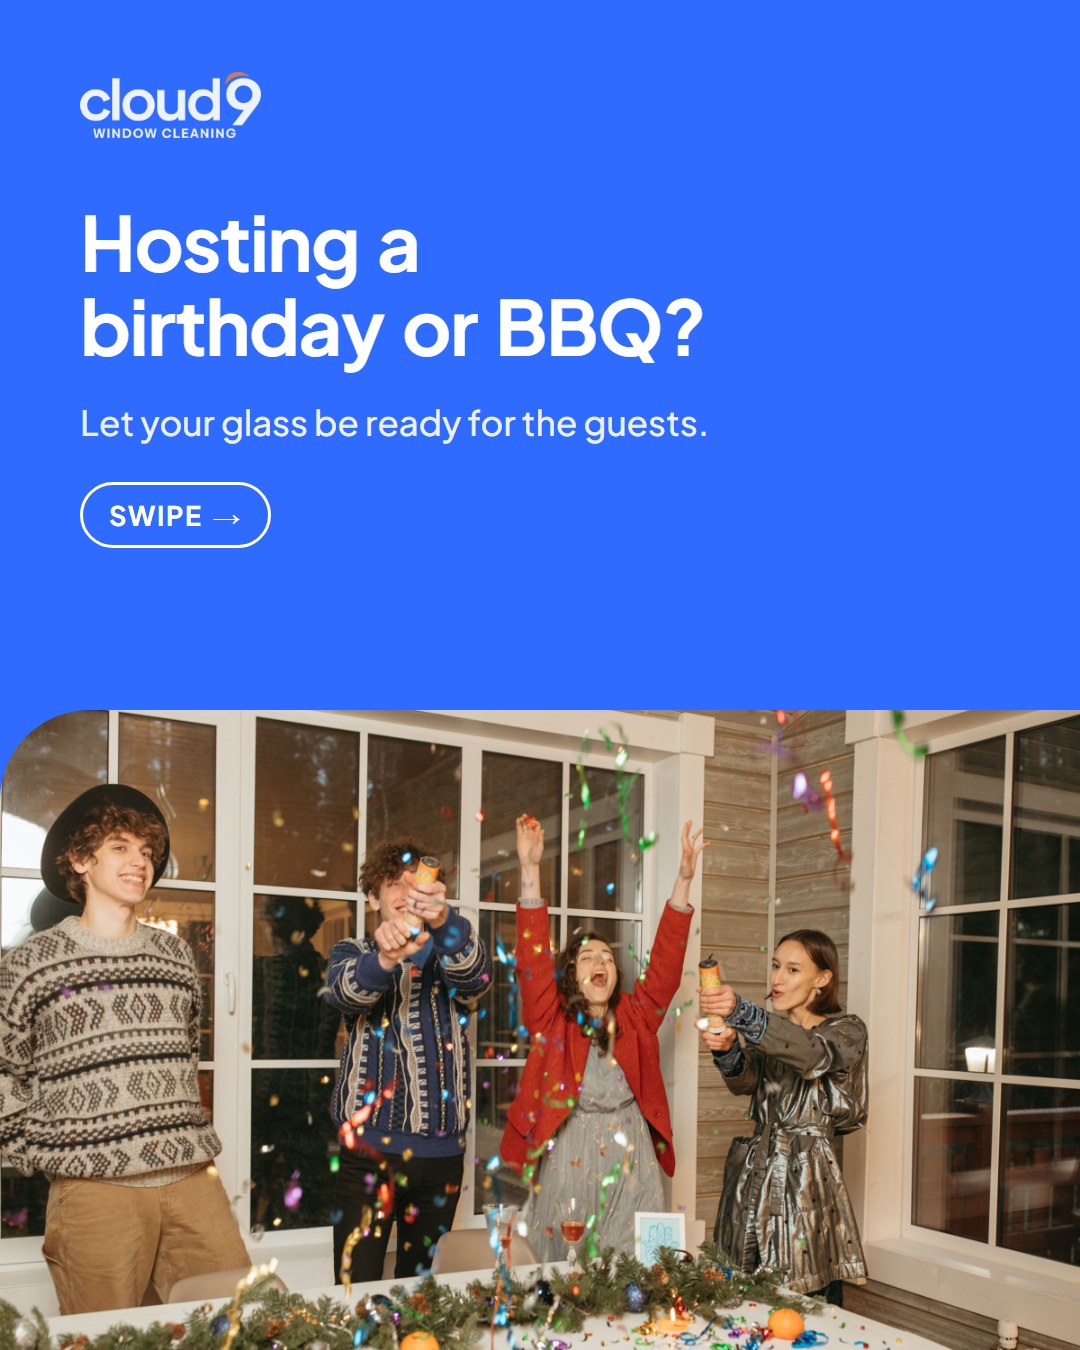 cloud9
WINDOW CLEANING
Hosting a
birthday or BBQ?
Let your glass be ready for the guests.
SWIPE →